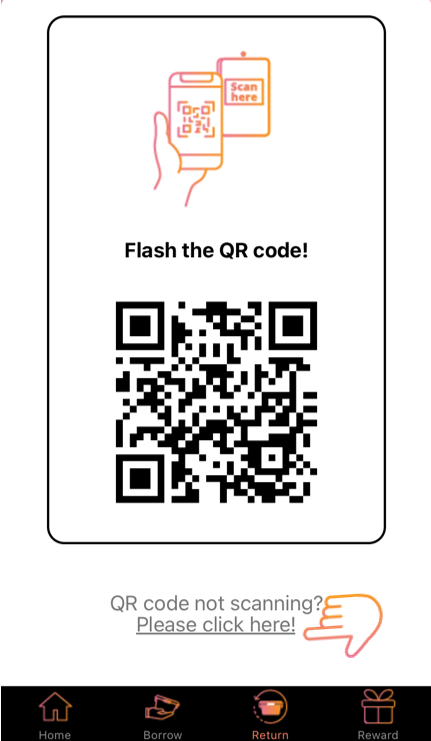 Scan
here
Flash the QR code!
QR code not scanning?
Please click here!
Home Borrow Return Reward